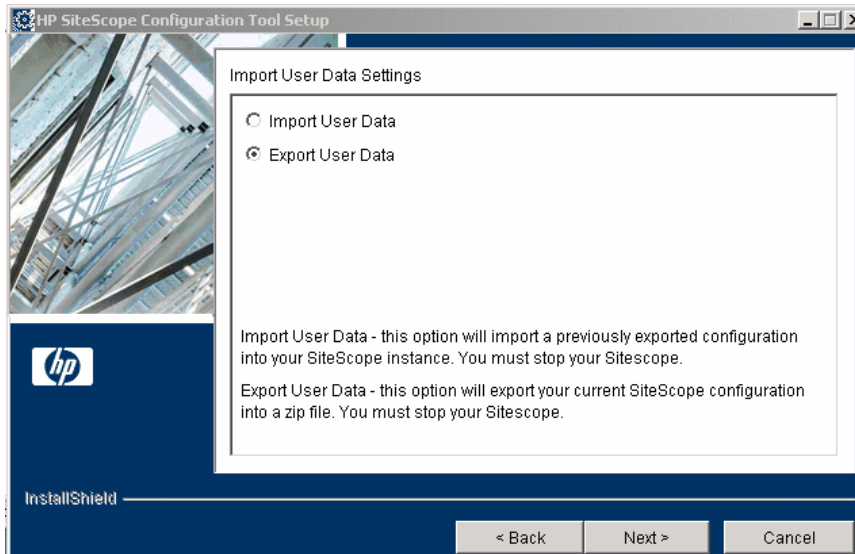 HP SiteScope Configuration Tool Setup
Import User Data Settings
Import User Data
Export User Data
Import User Data - this option will import a previously exported configuration
into your SiteScope instance. You must stop your Sitescope.
Export User Data - this option will export your current SiteScope configuration
into a zip file. You must stop your Sitescope.
hp
InstallShield
< Back
Next >
Cancel